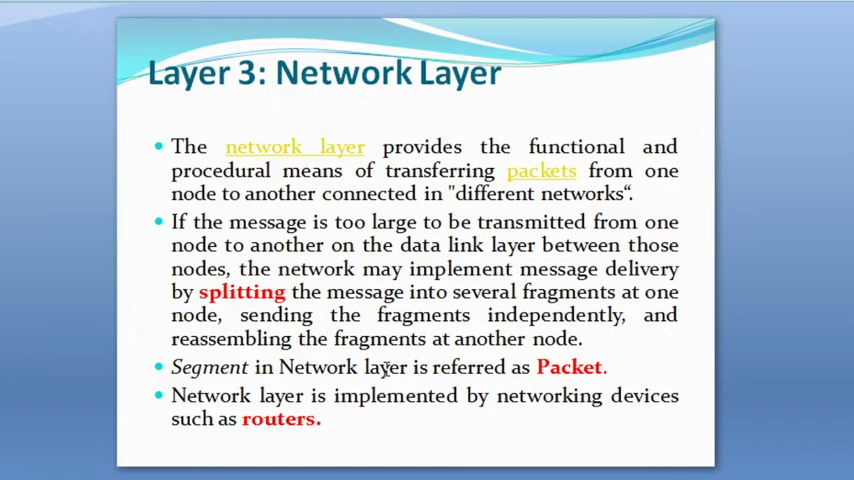 Layer 3: Network Layer
• The network layer provides the functional and
procedural means of transferring packets from one
node to another connected in "different networks“.
• If the message is too large to be transmitted from one
node to another on the data link layer between those
nodes, the network may implement message delivery
by splitting the message into several fragments at one
node, sending the fragments independently, and
reassembling the fragments at another node.
• Segment in Network layer is referred as Packet.
• Network layer is implemented by networking devices
such as routers.